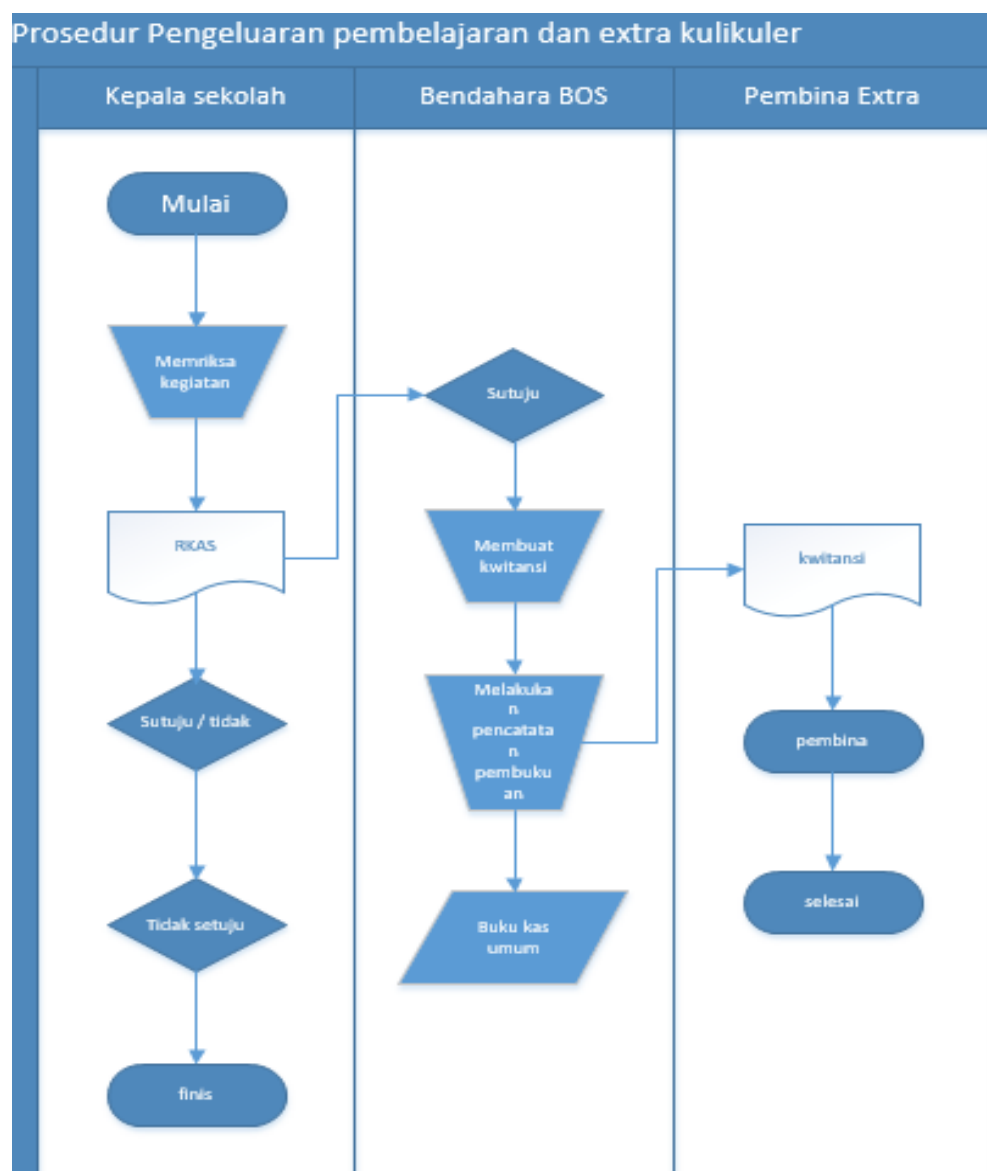 Prosedur Pengeluaran pembelajaran dan extra kulikuler
Kepala sekolah
Bendahara BOS
Pembina Extra
Mulai
Memriksa
kegiatan
RKAS
Sutuju / tidak
Tidak setuju
finis
Sutuju
Membuat
kwitansi
Melakuka
n
pencatata
n
pembuku
an
Buku kas
umum
kwitansi
pembina
selesai